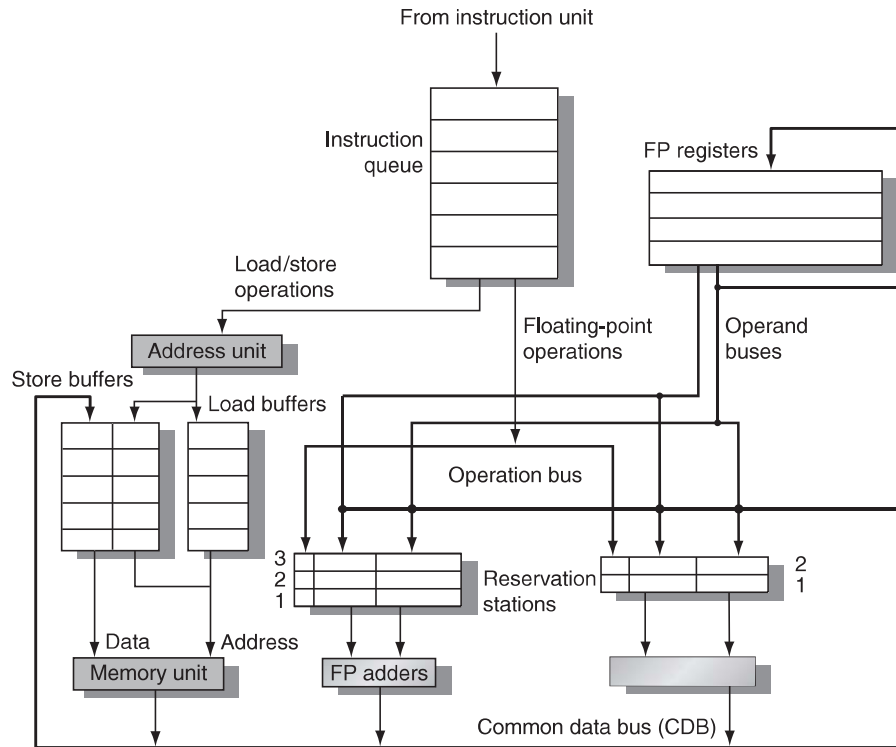 From instruction unit
Instruction
queue
FP registers
Load/store
operations
Floating-point
operations
Operand
buses
Address unit
Store buffers
Load buffers
Operation bus
3
2
1
Reservation
stations
2
1
Data
Address
Memory unit
FP adders
Common data bus (CDB)